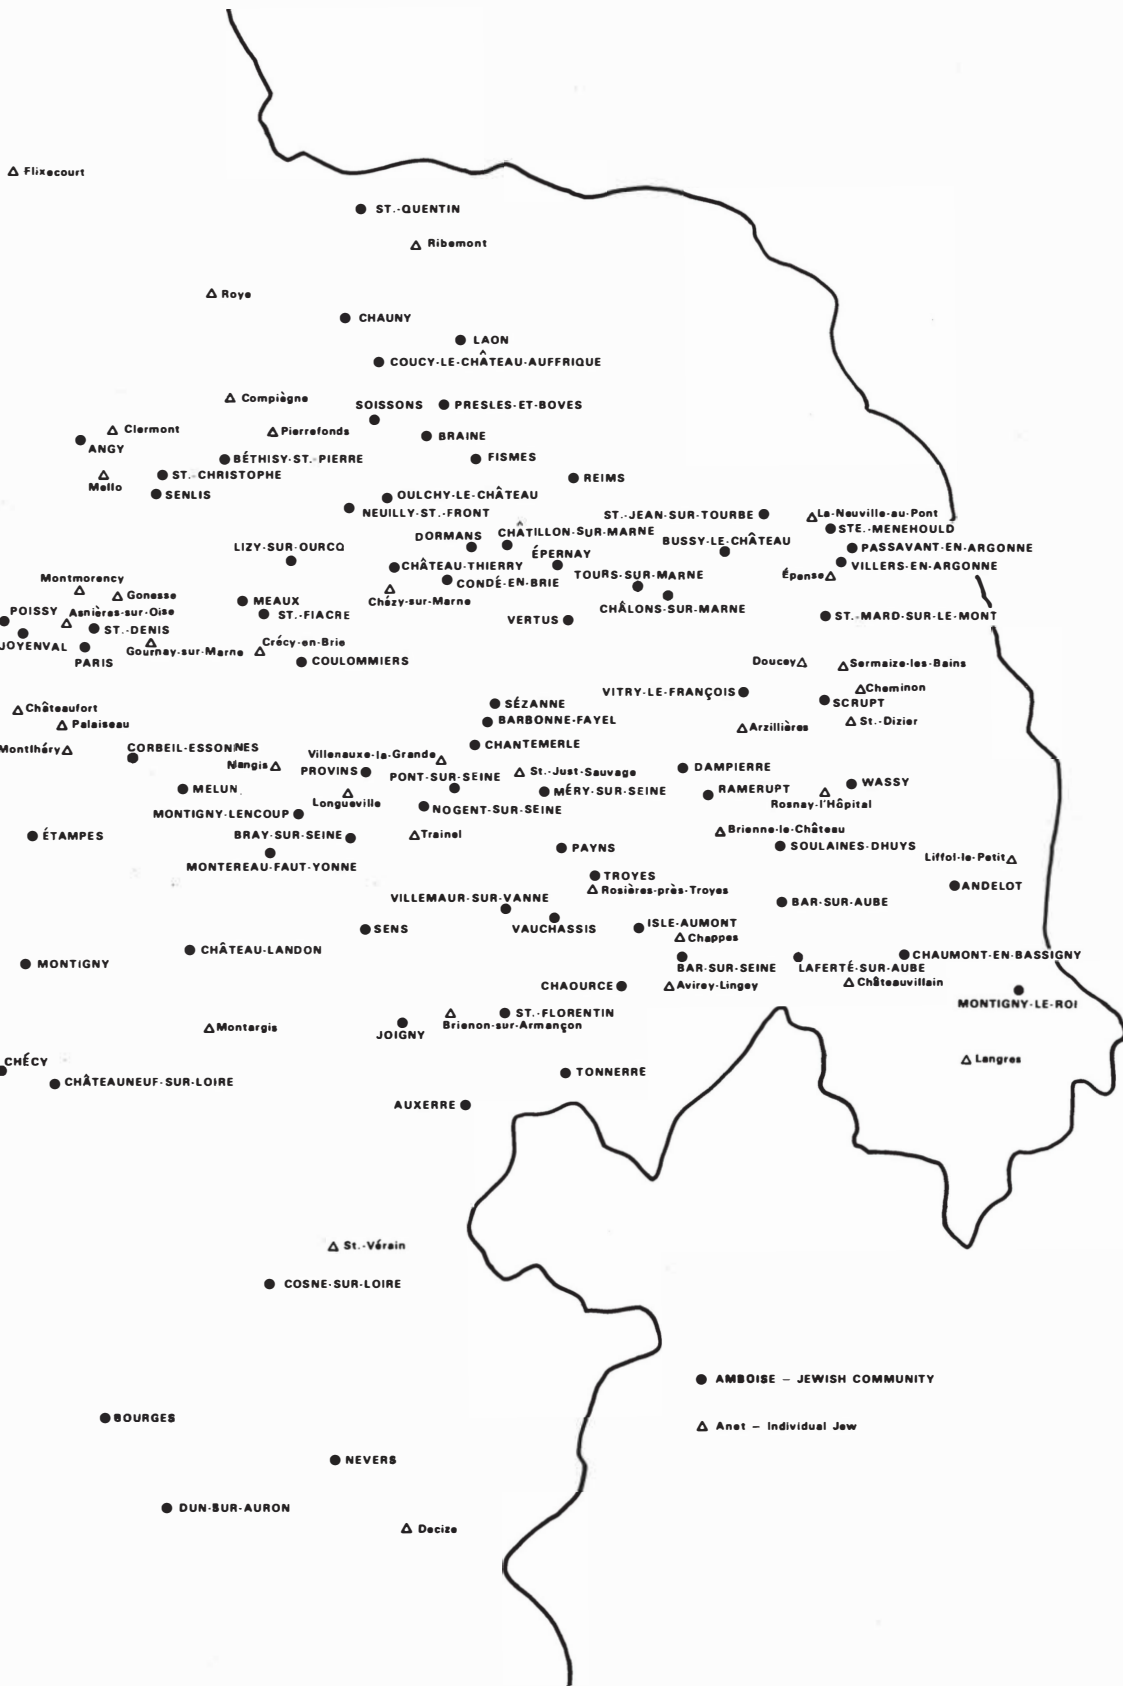 Flixecourt
ST.-QUENTIN
Ribemont
Roye
CHAUNY
LAON
COUCY-LE-CHÂTEAU-AUFFRIQUE
Compiègne
SOISSONS
PRESLES-ET-BOVES
Clermont
Pierrefonds
BRAINE
ANGY
BÉTHISY-ST.-PIERRE
FISMES
ST.-CHRISTOPHE
REIMS
Mello
SENLIS
OULCHY-LE-CHÂTEAU
NEUILLY-ST.-FRONT
ST.-JEAN-SUR-TOURBE
La-Neuville-au-Pont
STE.-MENEHOULD
DORMANS
CHÂTILLON-SUR-MARNE
BUSSY-LE-CHÂTEAU
LIZY-SUR-OURCQ
ÉPERNAY
PASSAVANT-EN-ARGONNE
CHÂTEAU-THIERRY
VILLERS-EN-ARGONNE
Montmorency
CONDÉ-EN-BRIE
TOURS-SUR-MARNE
Épense
Gonesse
Chézy-sur-Marne
MEAUX
CHÂLONS-SUR-MARNE
POISSY
Asnières-sur-Oise
ST.-FIACRE
VERTUS
ST.-MARD-SUR-LE-MONT
ST.-DENIS
JOYENVAL
Gournay-sur-Marne
Crécy-en-Brie
PARIS
COULOMMIERS
Doucey
Sermaize-les-Bains
VITRY-LE-FRANÇOIS
Cheminon
Châteaufort
SÉZANNE
SCRUPT
Palaiseau
BARBONNE-FAYEL
Arzillières
St.-Dizier
Montlhéry
CORBEIL-ESSONNES
CHANTEMERLE
Villenauxe-la-Grande
Nangis
PROVINS
PONT-SUR-SEINE
St.-Just-Sauvage
DAMPIERRE
MELUN
MÉRY-SUR-SEINE
RAMERUPT
WASSY
Longueville
Rosnay-l'Hôpital
MONTIGNY-LENCOUP
NOGENT-SUR-SEINE
ÉTAMPES
BRAY-SUR-SEINE
Trainel
Brienne-le-Château
MONTEREAU-FAUT-YONNE
PAYNS
SOULAINES-DHUYS
Liffol-le-Petit
TROYES
ANDELOT
Rosières-près-Troyes
VILLEMAUR-SUR-VANNE
BAR-SUR-AUBE
SENS
VAUCHASSIS
ISLE-AUMONT
Chappes
CHÂTEAU-LANDON
CHAUMONT-EN-BASSIGNY
MONTIGNY
BAR-SUR-SEINE
LAFERTÉ-SUR-AUBE
CHAOURCE
Avirey-Lingey
Châteauvillain
MONTIGNY-LE-ROI
ST.-FLORENTIN
Montargis
Brienon-sur-Armançon
JOIGNY
CHÉCY
Langres
CHÂTEAUNEUF-SUR-LOIRE
TONNERRE
AUXERRE
St.-Vérain
COSNE-SUR-LOIRE
AMBOISE – JEWISH COMMUNITY
BOURGES
Anet – Individual Jew
NEVERS
DUN-SUR-AURON
Decize